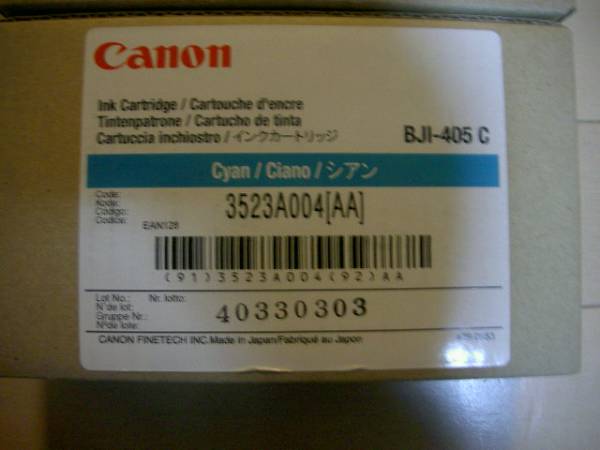 Canon
Ink Cartridge / Cartouche d'encre
Tintenpatrone / Cartucho de tinta
Cartuccia inchiostro / インクカートリッジ
BJI-405 C
Cyan / Ciano / シアン
Code:
Kode:
Código:
Codice:
3523A004[AA]
EAN128
(91)3523A004(92)AA
Lot No.: Nr. lotto:
N° de lot:
Gruppe Nr.:
Nº de lote:
40330303
CANON FINETECH INC. Made in Japan/Fabriqué au Japon